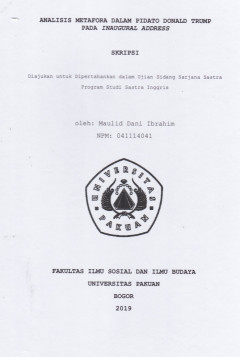 ANALISIS METAFORA DALAM PIDATO DONALD TRUMP
PADA INAUGURAL ADDRESS
SKRIPSI
Diajukan untuk Dipertahankan dalam Ujian Sidang Sarjana Sastra
Program Studi Sastra Inggris
oleh: Maulid Dani Ibrahim
NPM: 041114041
UNIVERSITAS
PAKUAN
FAKULTAS ILMU SOSIAL DAN ILMU BUDAYA
UNIVERSITAS PAKUAN
BOGOR
2019